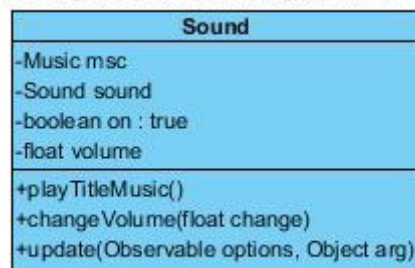 Sound
-Music msc
-Sound sound
-boolean on : true
-float volume
+playTitleMusic()
+changeVolume(float change)
+update(Observable options, Object arg)